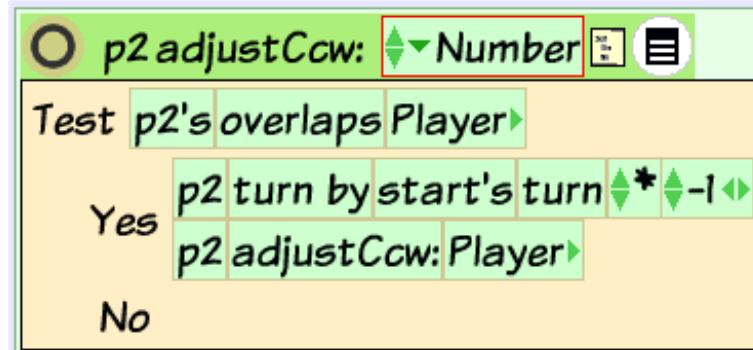 p2 adjustCcw: Number
Test p2's overlaps Player
p2 turn by start's turn * -1
Yes
p2 adjustCcw: Player
No